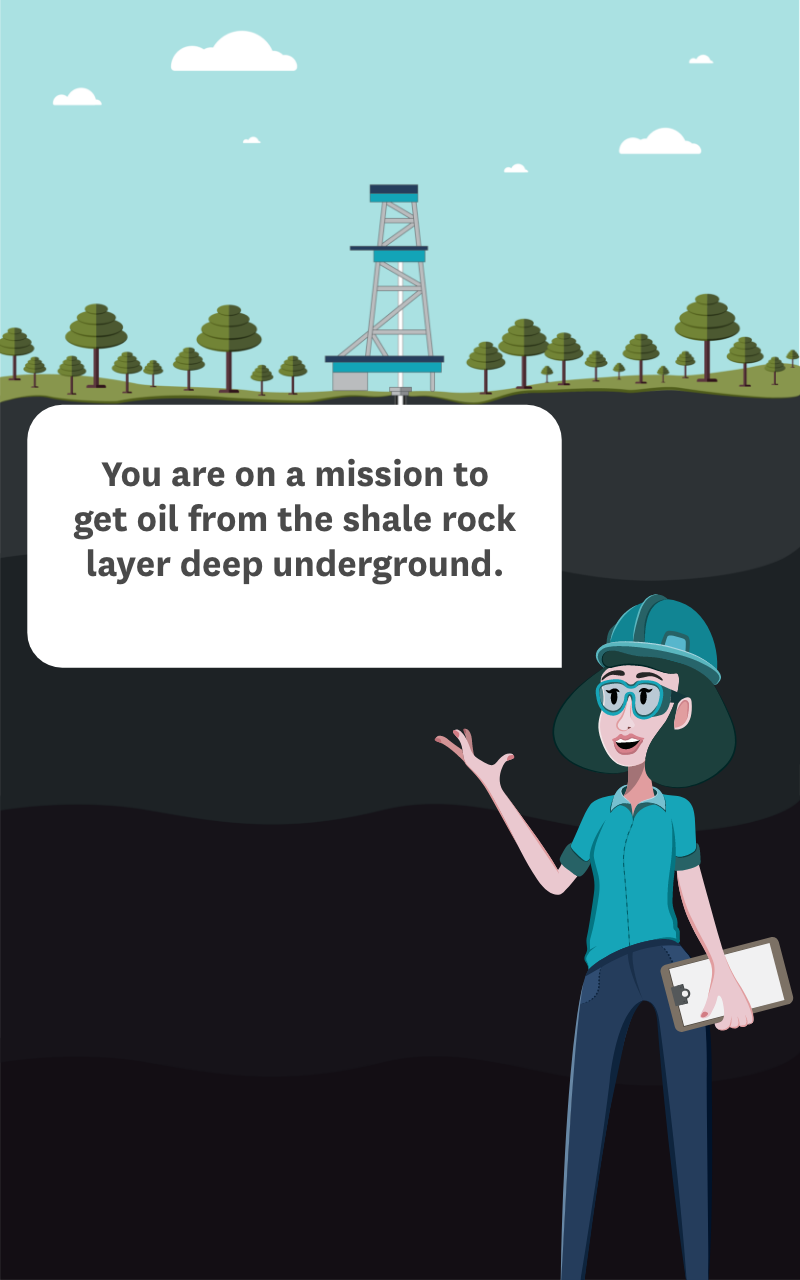 You are on a mission to
get oil from the shale rock
layer deep underground.